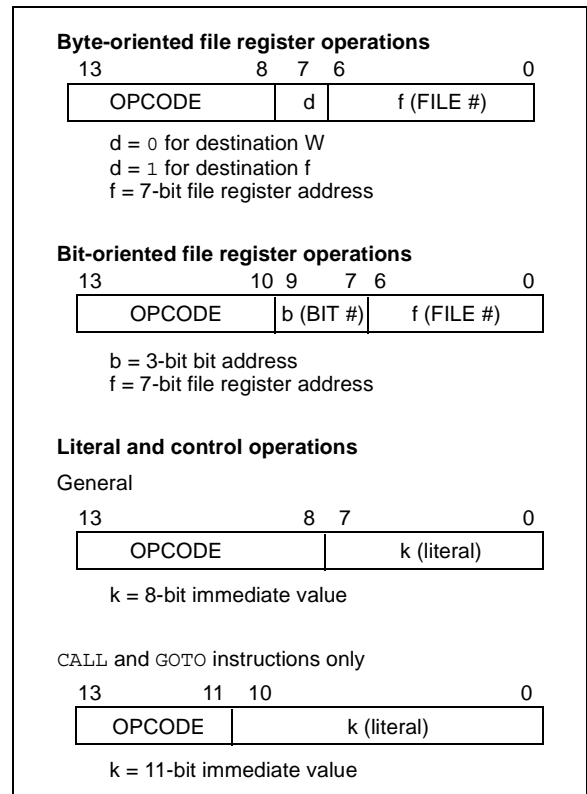 Byte-oriented file register operations
13 8 7 6 0
OPCODE d f (FILE #)
d = 0 for destination W
d = 1 for destination f
f = 7-bit file register address
Bit-oriented file register operations
13 10 9 7 6 0
OPCODE b (BIT #) f (FILE #)
b = 3-bit bit address
f = 7-bit file register address
Literal and control operations
General
13 8 7 0
OPCODE k (literal)
k = 8-bit immediate value
CALL and GOTO instructions only
13 11 10 0
OPCODE k (literal)
k = 11-bit immediate value